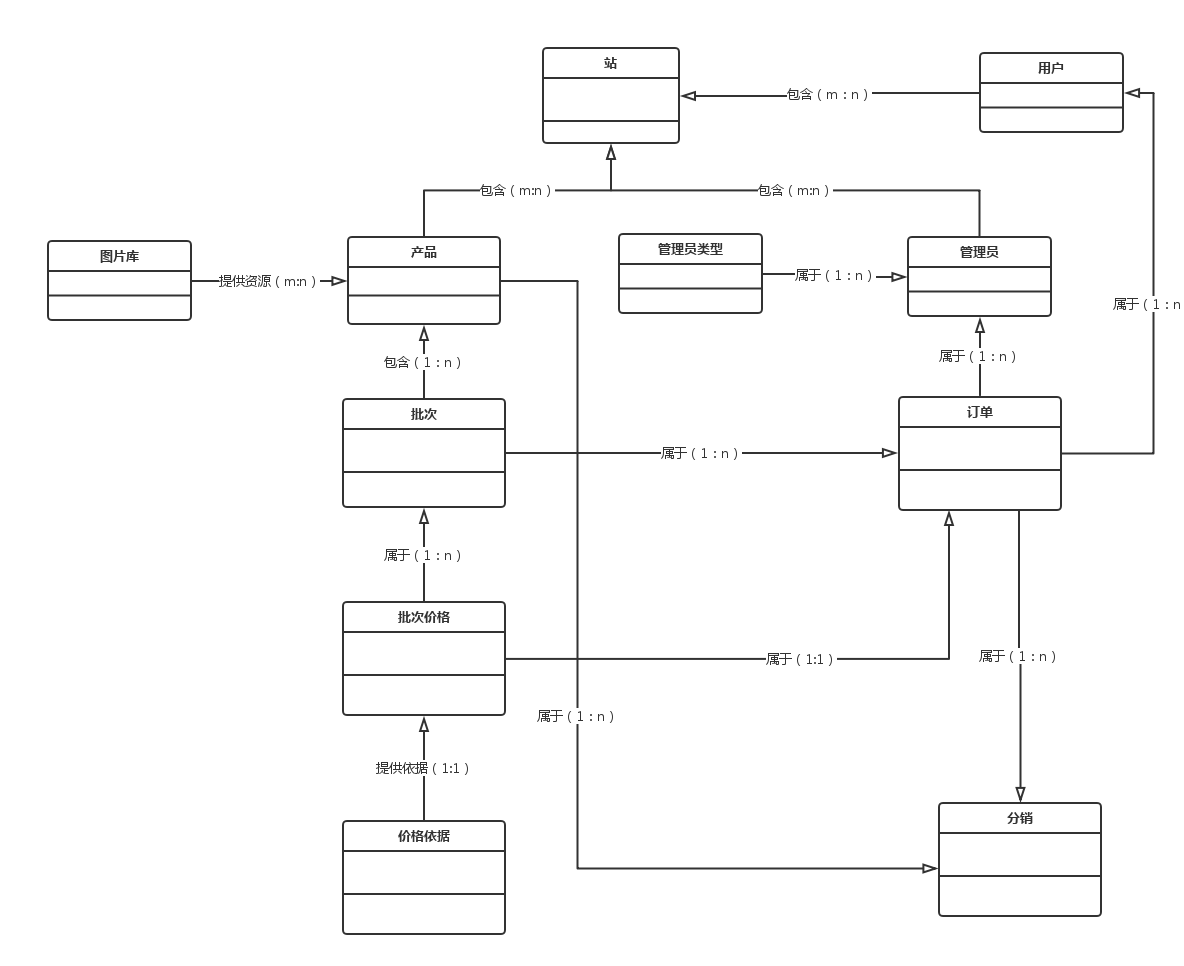 站
用户
包含（m：n）
包含（m:n）
包含（m:n）
图片库
产品
管理员类型
管理员
提供资源（m:n）
属于（1：n）
属于（1：n
包含(1：n）
属于（1：n）
批次
订单
属于（1：n）
属于（1：n）
批次价格
属于（1:1）
属于（1：n）
属于（1：n）
提供依据（1:1）
分销
价格依据